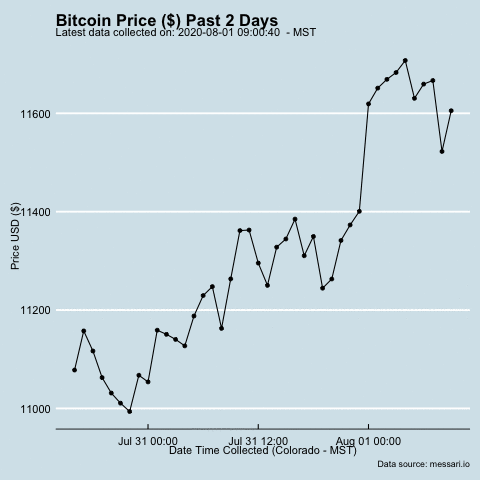 Bitcoin Price ($) Past 2 Days
Latest data collected on: 2020-08-01 09:00:40 - MST
11600
11400
Price USD ($)
11200
11000
Jul 31 00:00
Jul 31 12:00
Aug 01 00:00
Date Time Collected (Colorado - MST)
Data source: messari.io